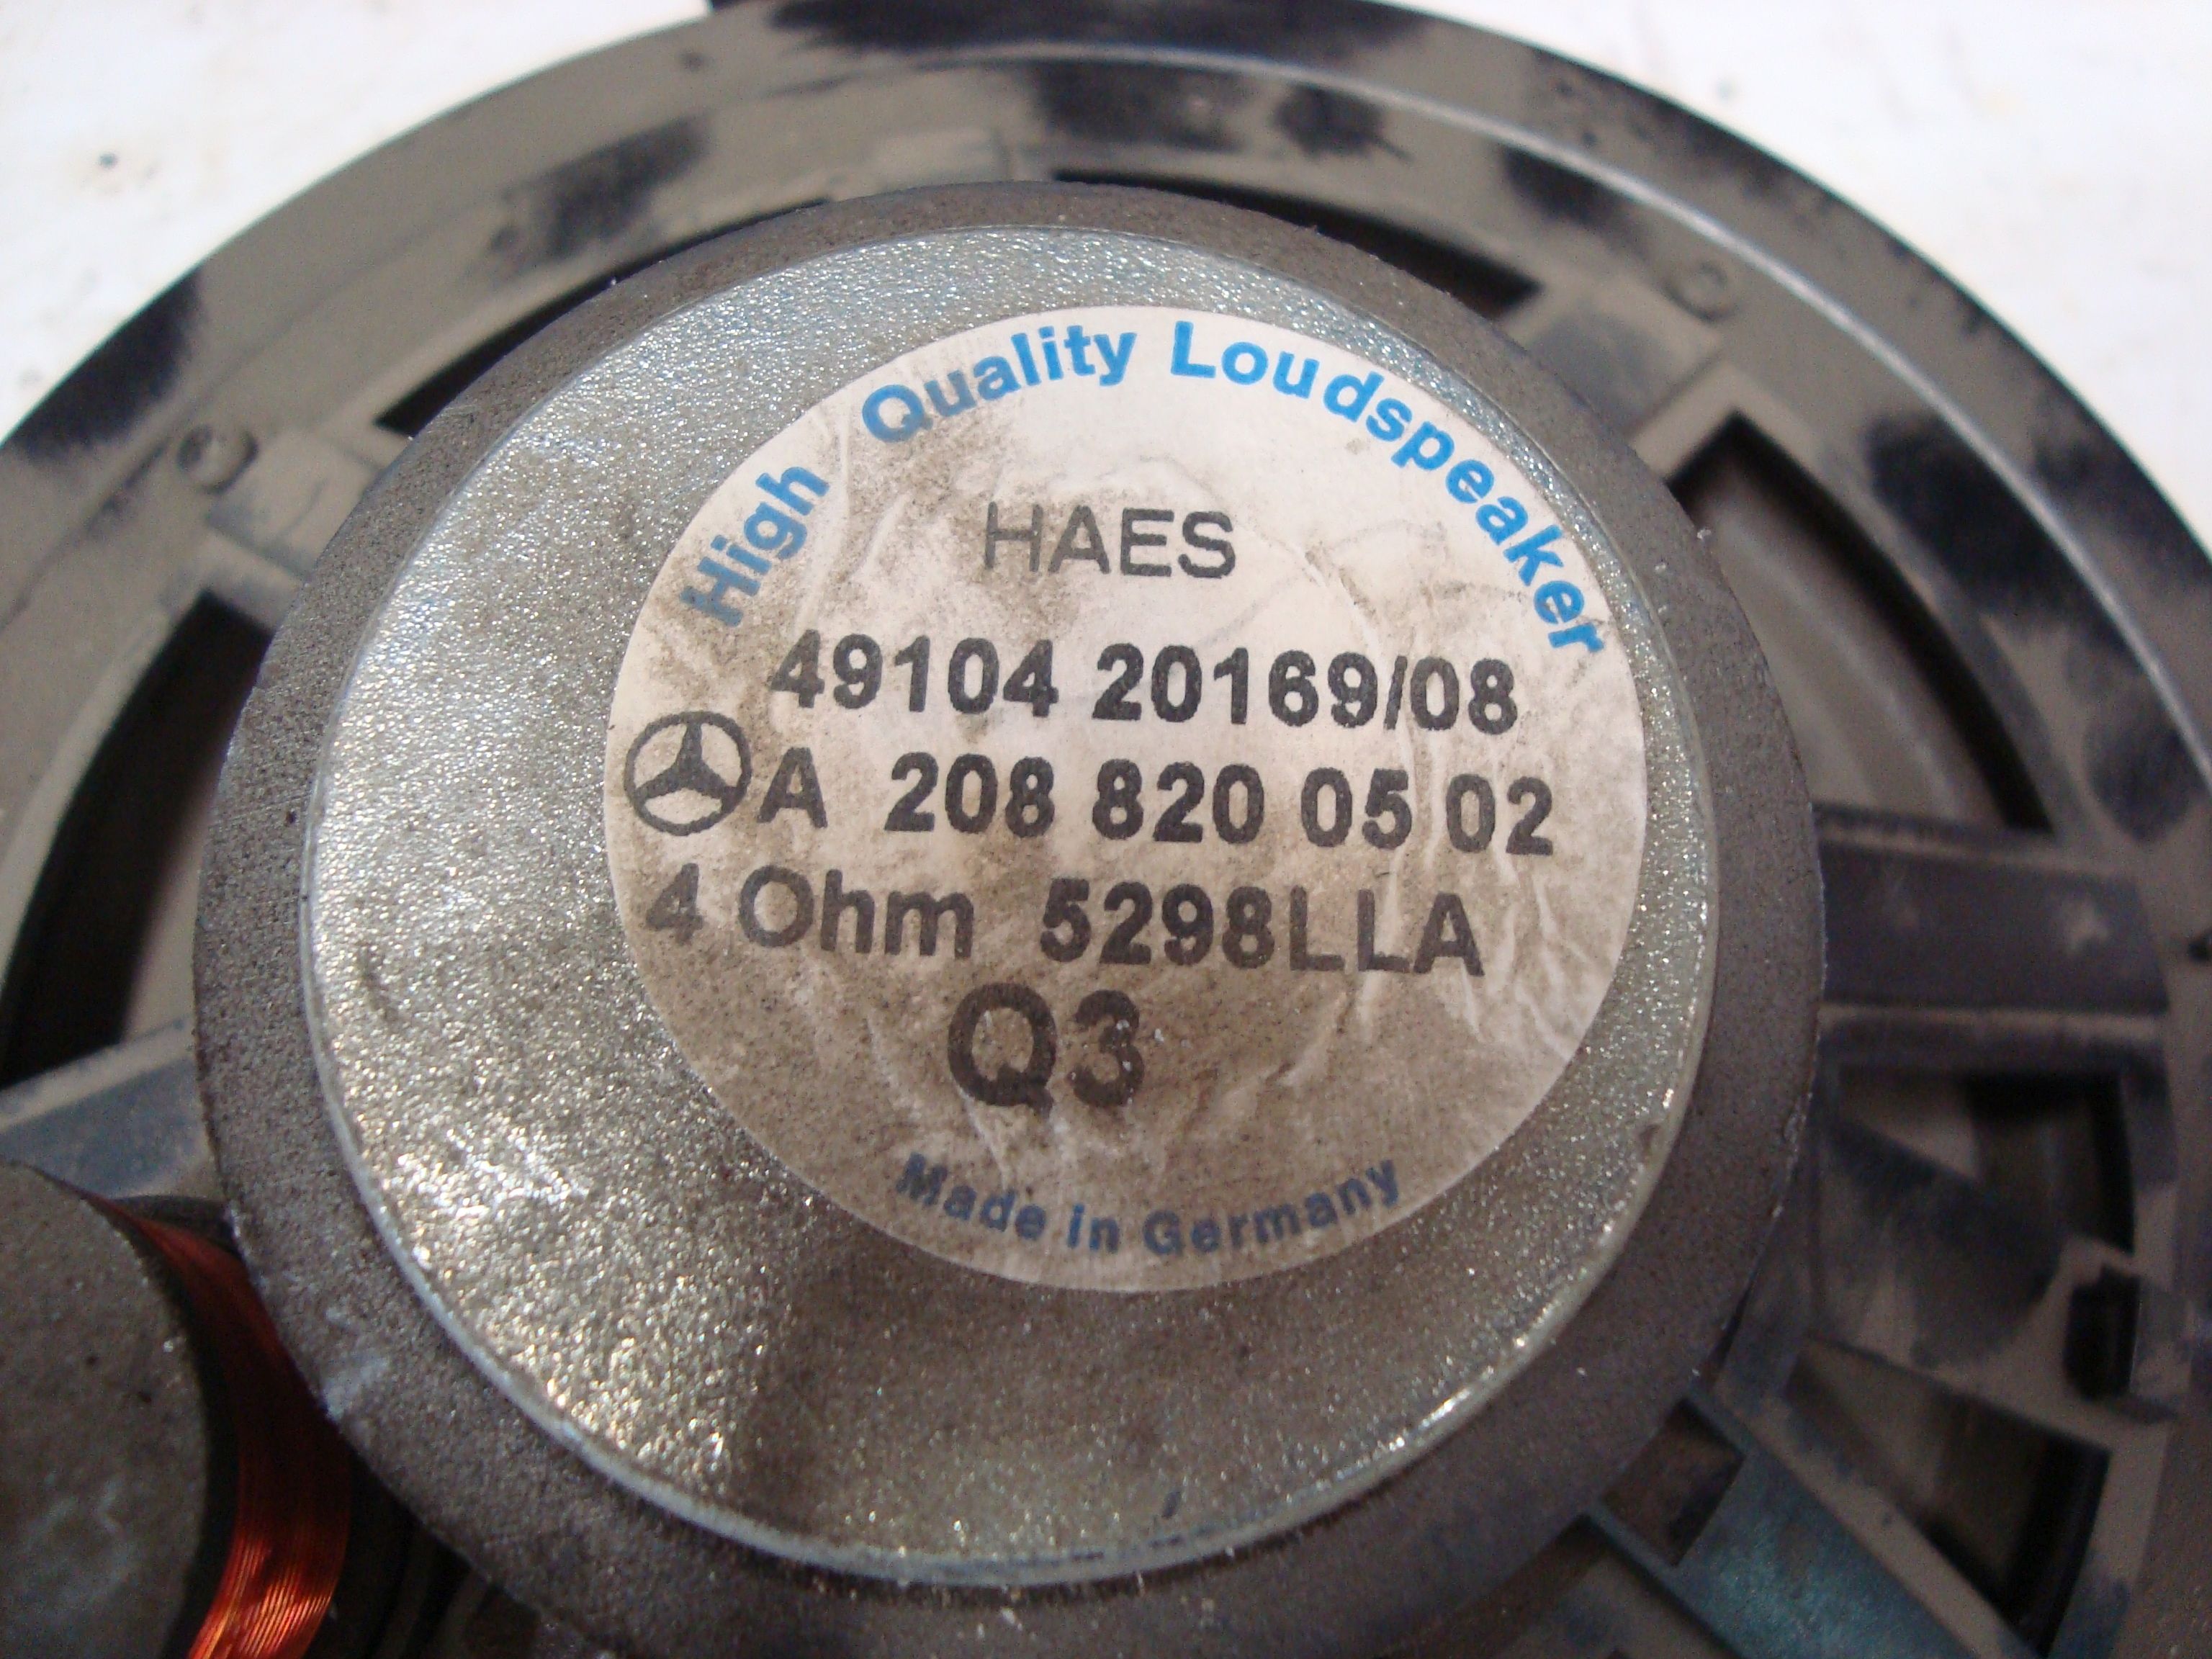 High Quality Loudspeaker
HAES
49104 20169/08
A 208 820 05 02
4 Ohm 5298LLA
Q3
Made in Germany